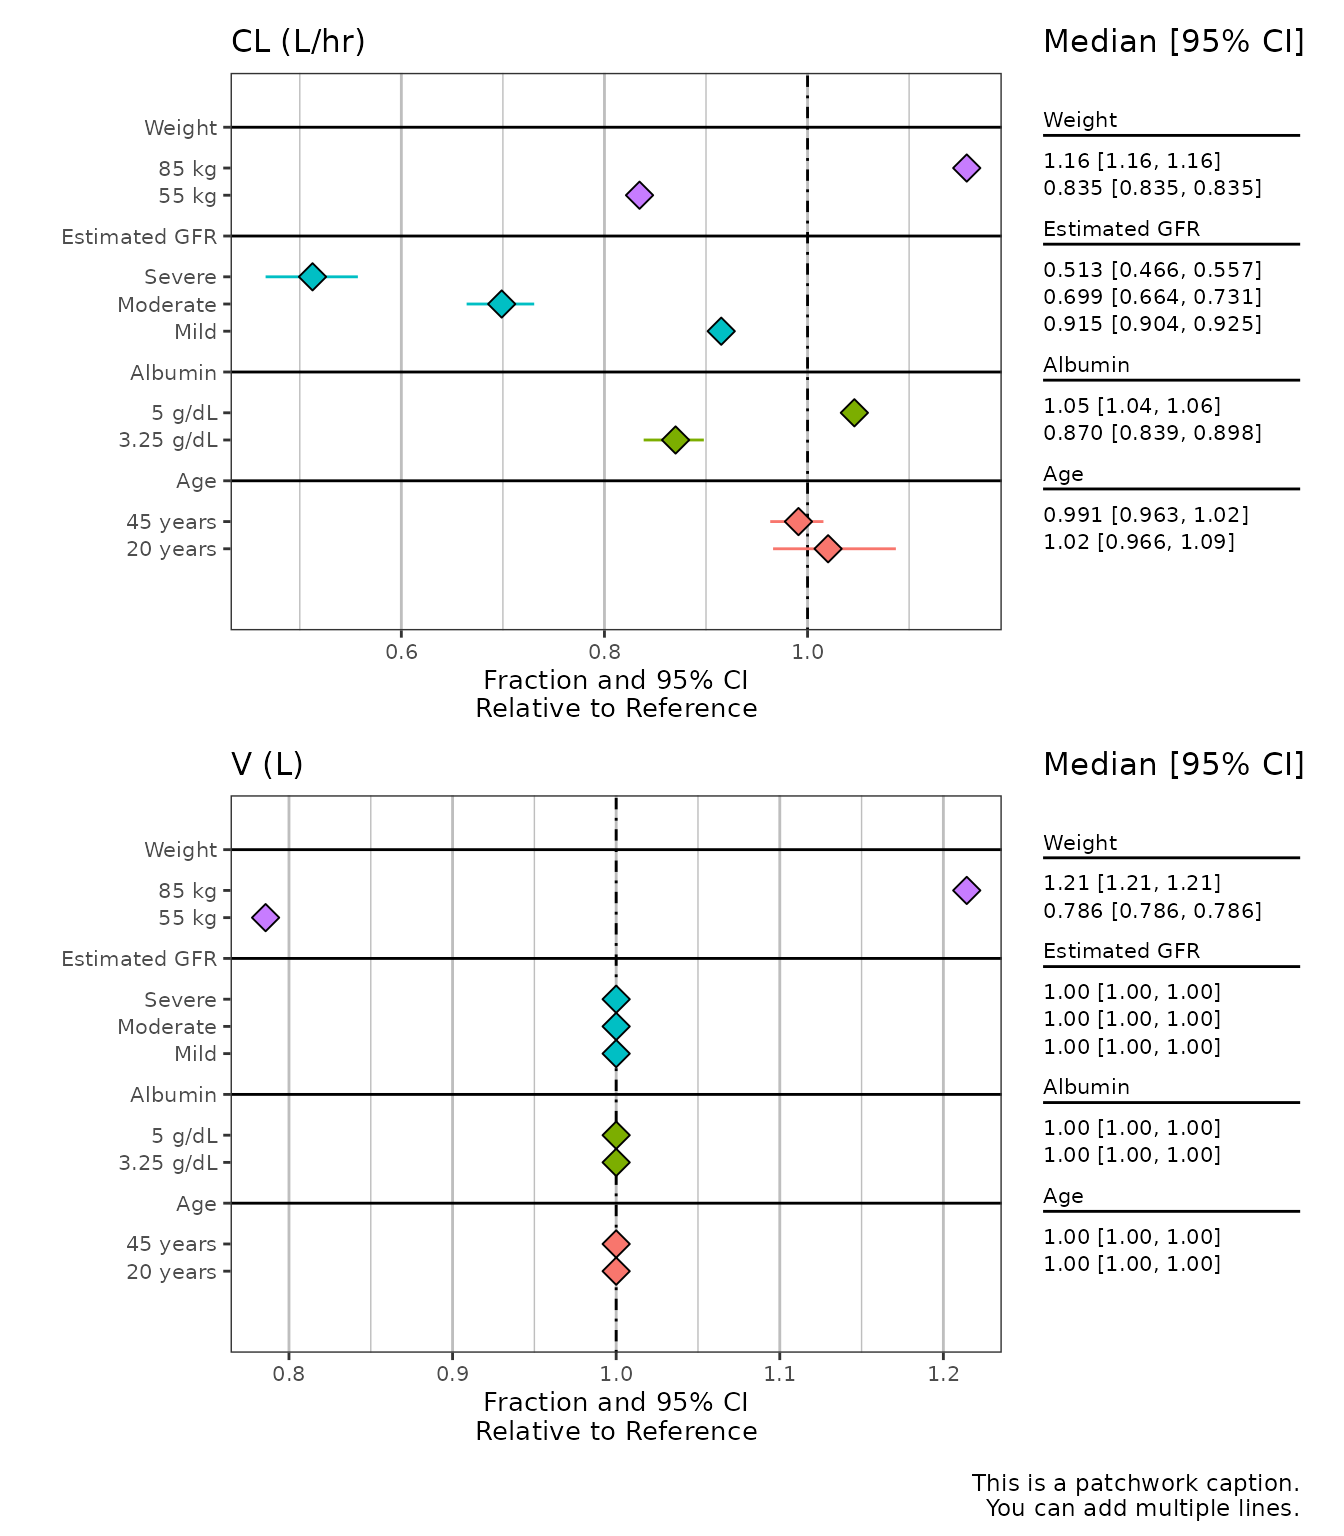 CL (L/hr)
Median [95% CI]
Weight
85 kg
55 kg
Estimated GFR
Severe
Moderate
Mild
Albumin
5 g/dL
3.25 g/dL
Age
45 years
20 years
Weight
1.16 [1.16, 1.16]
0.835 [0.835, 0.835]
Estimated GFR
0.513 [0.466, 0.557]
0.699 [0.664, 0.731]
0.915 [0.904, 0.925]
Albumin
1.05 [1.04, 1.06]
0.870 [0.839, 0.898]
Age
0.991 [0.963, 1.02]
1.02 [0.966, 1.09]
0.6 0.8 1.0
Fraction and 95% CI
Relative to Reference
V (L)
Median [95% CI]
Weight
85 kg
55 kg
Estimated GFR
Severe
Moderate
Mild
Albumin
5 g/dL
3.25 g/dL
Age
45 years
20 years
Weight
1.21 [1.21, 1.21]
0.786 [0.786, 0.786]
Estimated GFR
1.00 [1.00, 1.00]
1.00 [1.00, 1.00]
1.00 [1.00, 1.00]
Albumin
1.00 [1.00, 1.00]
1.00 [1.00, 1.00]
Age
1.00 [1.00, 1.00]
1.00 [1.00, 1.00]
0.8 0.9 1.0 1.1 1.2
Fraction and 95% CI
Relative to Reference
This is a patchwork caption.
You can add multiple lines.